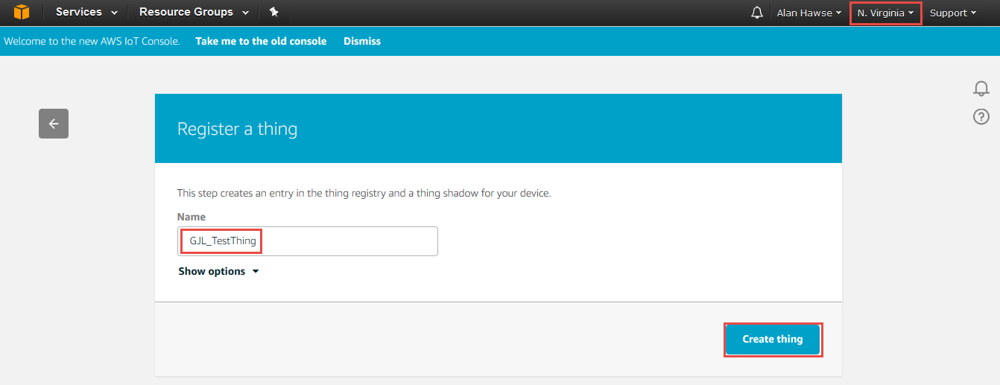 Services Resource Groups Alan Hawse N. Virginia Support
Welcome to the new AWS IoT Console. Take me to the old console Dismiss
Register a thing
This step creates an entry in the thing registry and a thing shadow for your device.
Name
GJL_TestThing
Show options
Create thing